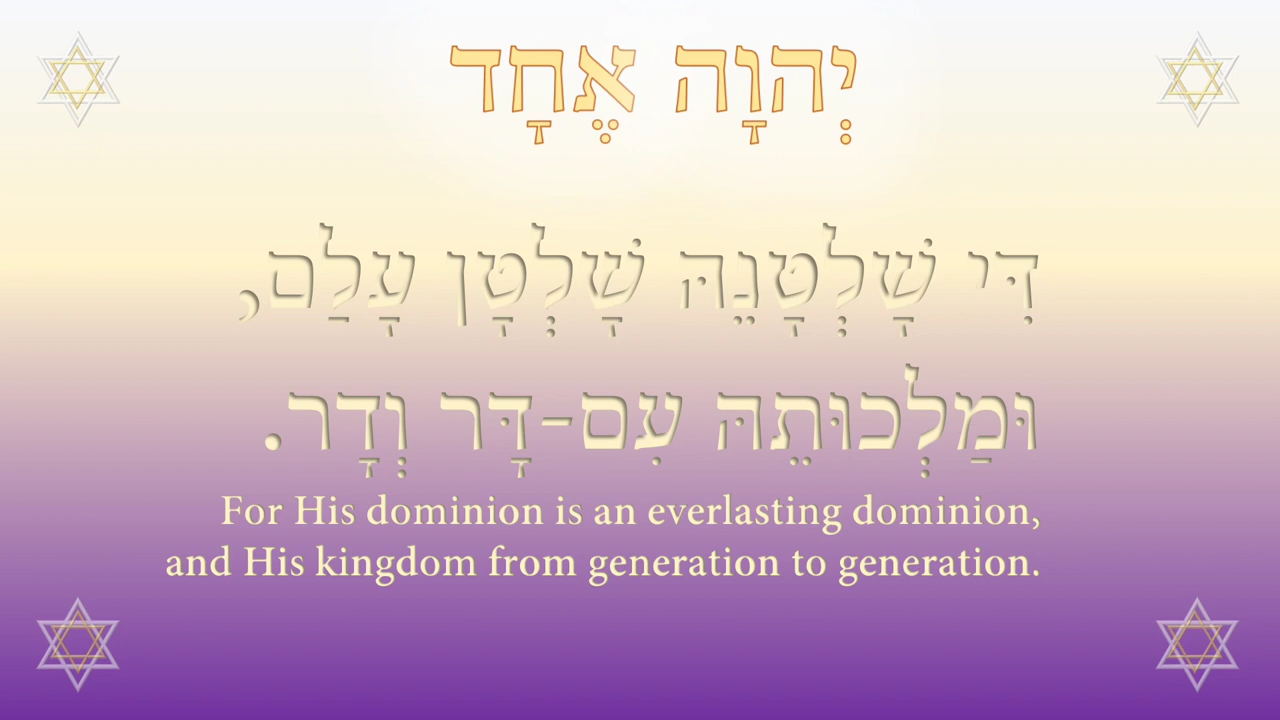 יְהוָה אֶחָד
דִּי שָׁלְטָנֵהּ שָׁלְטָן עָלַם,
וּמַלְכוּתֵהּ עִם-דָּר וְדָר.
For His dominion is an everlasting dominion,
and His kingdom from generation to generation.